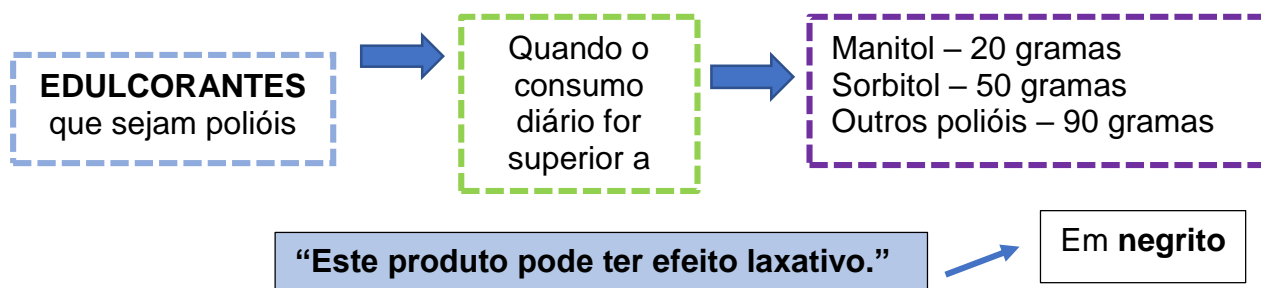 EDULCORANTES
que sejam polióis
Quando o
consumo
diário for
superior a
Manitol – 20 gramas
Sorbitol – 50 gramas
Outros polióis – 90 gramas
“Este produto pode ter efeito laxativo.”
Em negrito